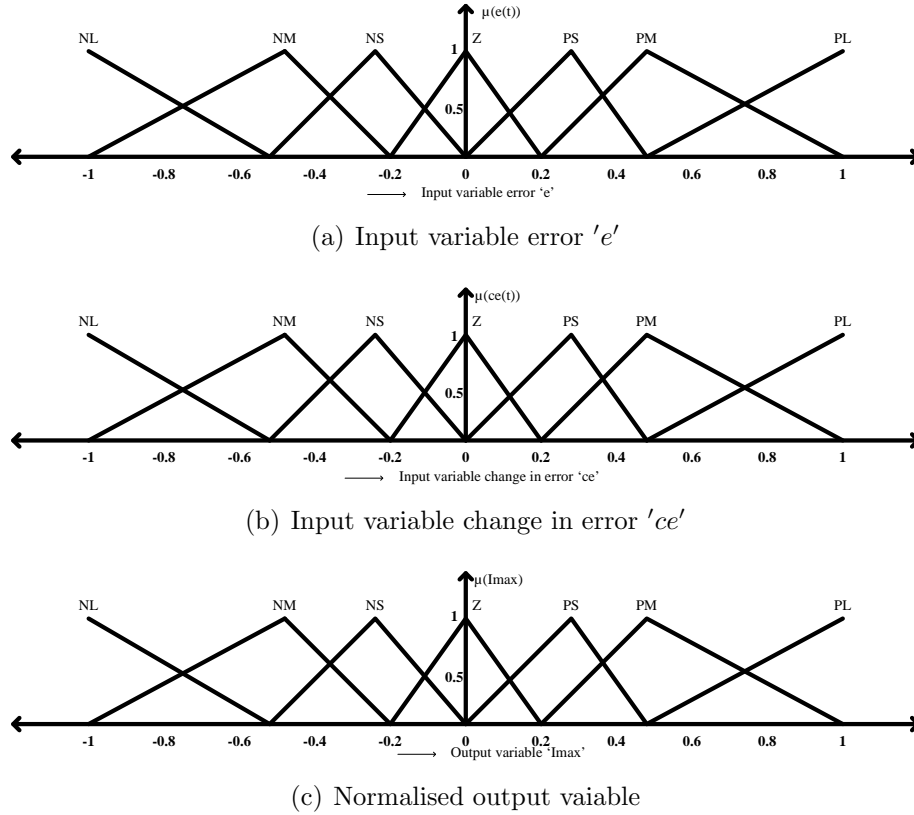 µ(e(t))
NL NM NS Z PS PM PL
1
0.5
-1 -0.8 -0.6 -0.4 -0.2 0 0.2 0.4 0.6 0.8 1
Input variable error ‘e’
(a) Input variable error 'e'
µ(ce(t))
NL NM NS Z PS PM PL
1
0.5
-1 -0.8 -0.6 -0.4 -0.2 0 0.2 0.4 0.6 0.8 1
Input variable change in error ‘ce’
(b) Input variable change in error 'ce'
µ(Imax)
NL NM NS Z PS PM PL
1
0.5
-1 -0.8 -0.6 -0.4 -0.2 0 0.2 0.4 0.6 0.8 1
Output variable ‘Imax’
(c) Normalised output vaiable